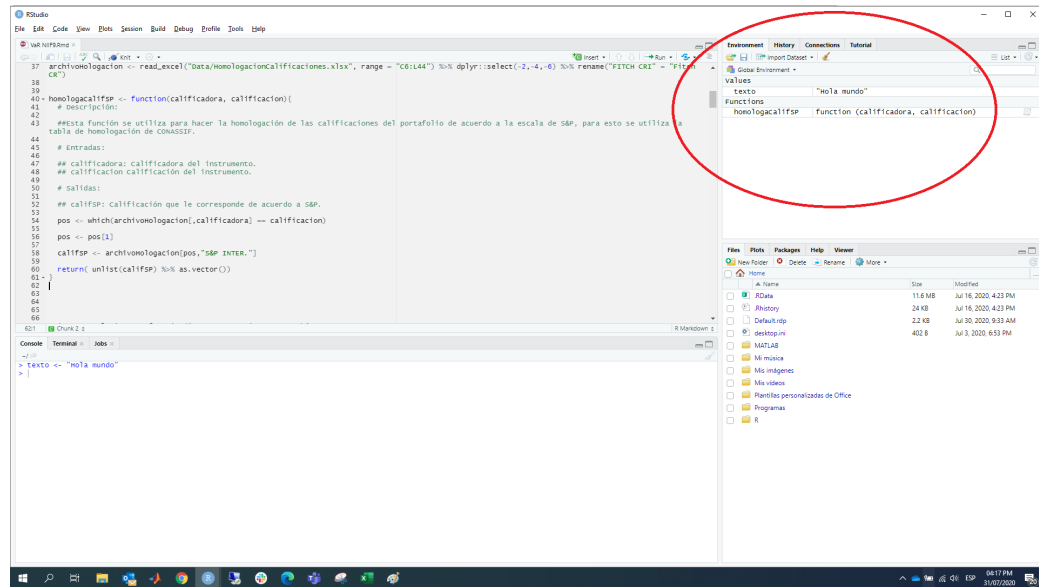 RStudio
File Edit Code View Plots Session Build Debug Profile Tools Help
VaR NIIF9.Rmd
Knit
Insert
Run
37 archivoHologacion <- read_excel("Data/HomologacionCalificaciones.xlsx", range = "C6:L44") %>% dplyr::select(-2,-4,-6) %>% rename("FITCH CRI" = "Fitch
CR")
38
39
40 homologacalifSP <- function(calificadora, calificacion){
41 # Descripción:
42
43 ##Esta función se utiliza para hacer la homologación de las calificaciones del portafolio de acuerdo a la escala de S&P, para esto se utiliza la
tabla de homologación de CONASSIF.
44
45 # Entradas:
46
47 ## calificadora: Calificadora del instrumento.
48 ## calificacion Calificación del instrumento.
49
50 # Salidas:
51
52 ## califSP: Calificación que le corresponde de acuerdo a S&P.
53
54 pos <- which(archivoHologacion[,calificadora] == calificacion)
55
56 pos <- pos[1]
57
58 califSP <- archivoHologacion[pos,"S&P INTER."]
59
60 return( unlist(califSP) %>% as.vector())
61 }
62
63
64
65
66
62:1 Chunk 2 R Markdown
Console Terminal Jobs
~/
> texto <- "Hola mundo"
>
Environment History Connections Tutorial
Import Dataset List
Global Environment
Values
texto "Hola mundo"
Functions
homologacalifSP function (calificadora, calificacion)
Files Plots Packages Help Viewer
New Folder Delete Rename More
Home
Name Size Modified
.RData 11.6 MB Jul 16, 2020, 4:23 PM
.Rhistory 24 KB Jul 16, 2020, 4:23 PM
Default.rdp 2.2 KB Jul 30, 2020, 9:33 AM
desktop.ini 402 B Jul 3, 2020, 6:53 PM
MATLAB
Mi música
Mis imágenes
Mis vídeos
Plantillas personalizadas de Office
Programas
R
ESP
04:17 PM
31/07/2020